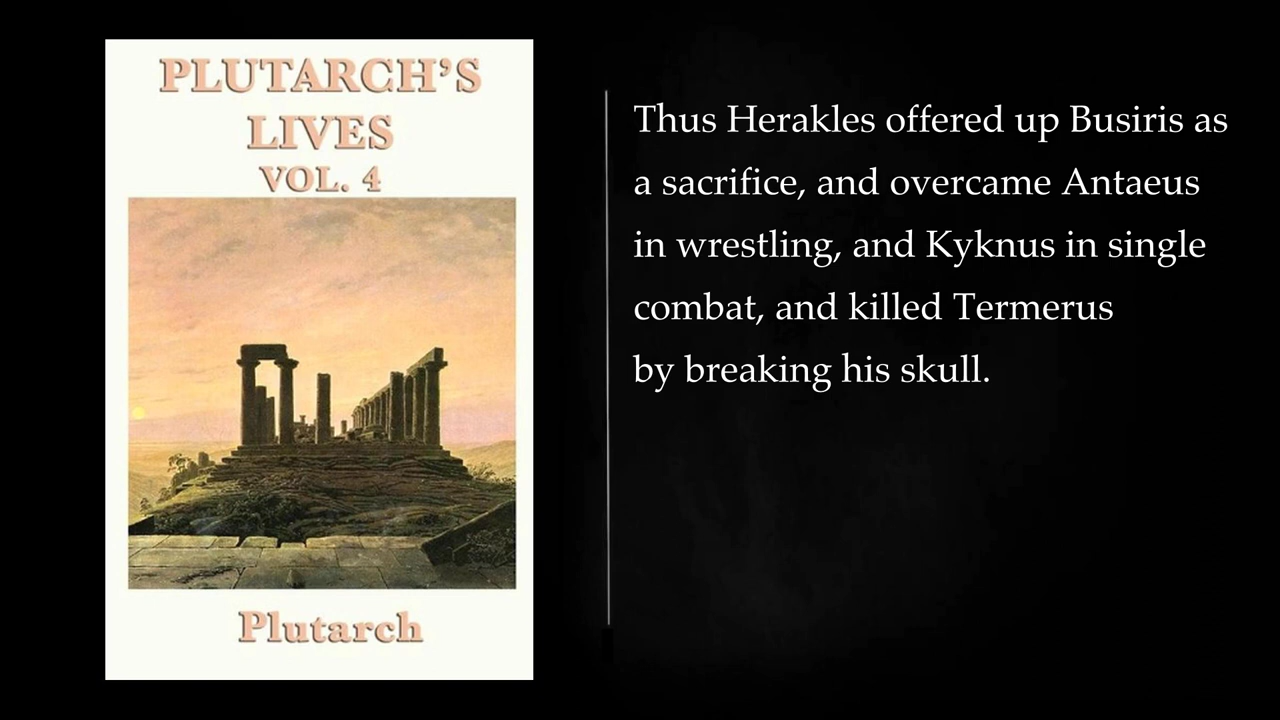 PLUTARCH'S
LIVES
VOL. 4
Plutarch
Thus Herakles offered up Busiris as
a sacrifice, and overcame Antaeus
in wrestling, and Kyknus in single
combat, and killed Termerus
by breaking his skull.